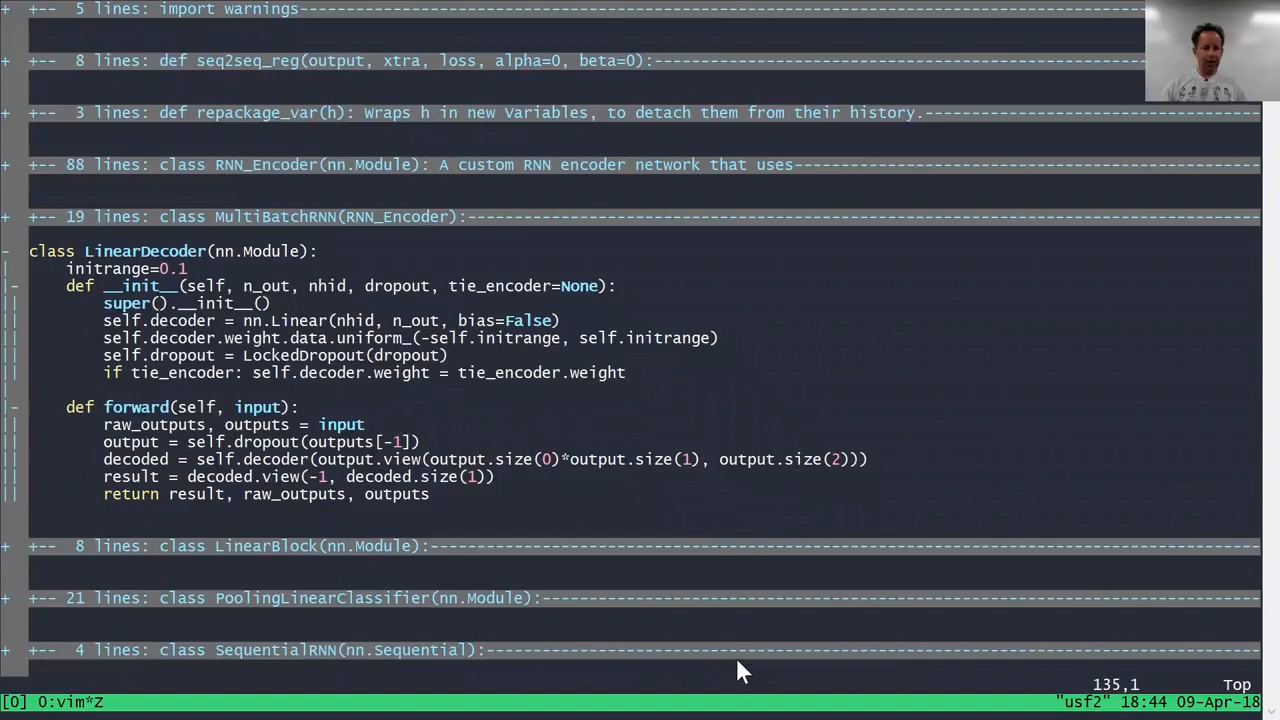 + +-- 5 lines: import warnings
+ +-- 8 lines: def seq2seq_reg(output, xtra, loss, alpha=0, beta=0):
+ +-- 3 lines: def repackage_var(h): Wraps h in new Variables, to detach them from their history.
+ +-- 88 lines: class RNN_Encoder(nn.Module): A custom RNN encoder network that uses
+ +-- 19 lines: class MultiBatchRNN(RNN_Encoder):
- class LinearDecoder(nn.Module):
| initrange=0.1
|- def __init__(self, n_out, nhid, dropout, tie_encoder=None):
|| super().__init__()
|| self.decoder = nn.Linear(nhid, n_out, bias=False)
|| self.decoder.weight.data.uniform_(-self.initrange, self.initrange)
|| self.dropout = LockedDropout(dropout)
|| if tie_encoder: self.decoder.weight = tie_encoder.weight
|- def forward(self, input):
|| raw_outputs, outputs = input
|| output = self.dropout(outputs[-1])
|| decoded = self.decoder(output.view(output.size(0)*output.size(1), output.size(2)))
|| result = decoded.view(-1, decoded.size(1))
|| return result, raw_outputs, outputs
+ +-- 8 lines: class LinearBlock(nn.Module):
+ +-- 21 lines: class PoolingLinearClassifier(nn.Module):
+ +-- 4 lines: class SequentialRNN(nn.Sequential):
135,1 Top
[0] 0:vim*Z "usf2" 18:44 09-Apr-18